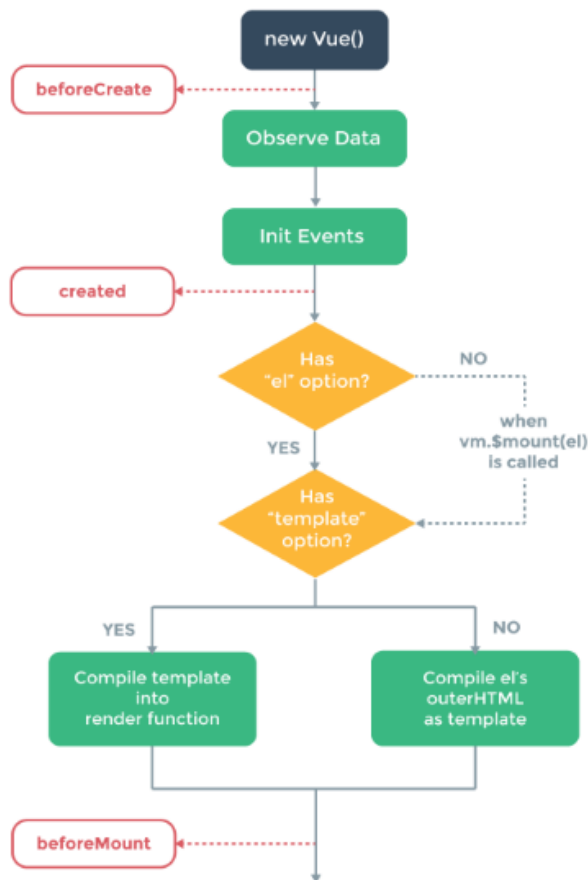 new Vue()
beforeCreate
Observe Data
Init Events
created
Has
“el” option?
NO
when
vm.$mount(el)
is called
YES
Has
“template”
option?
YES
NO
Compile template
into
render function
Compile el’s
outerHTML
as template
beforeMount